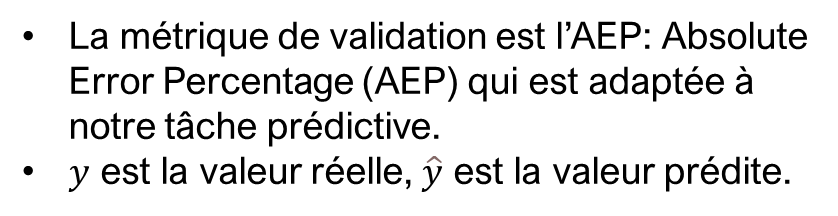 • La métrique de validation est l’AEP: Absolute
Error Percentage (AEP) qui est adaptée à
notre tâche prédictive.
• y est la valeur réelle, ŷ est la valeur prédite.